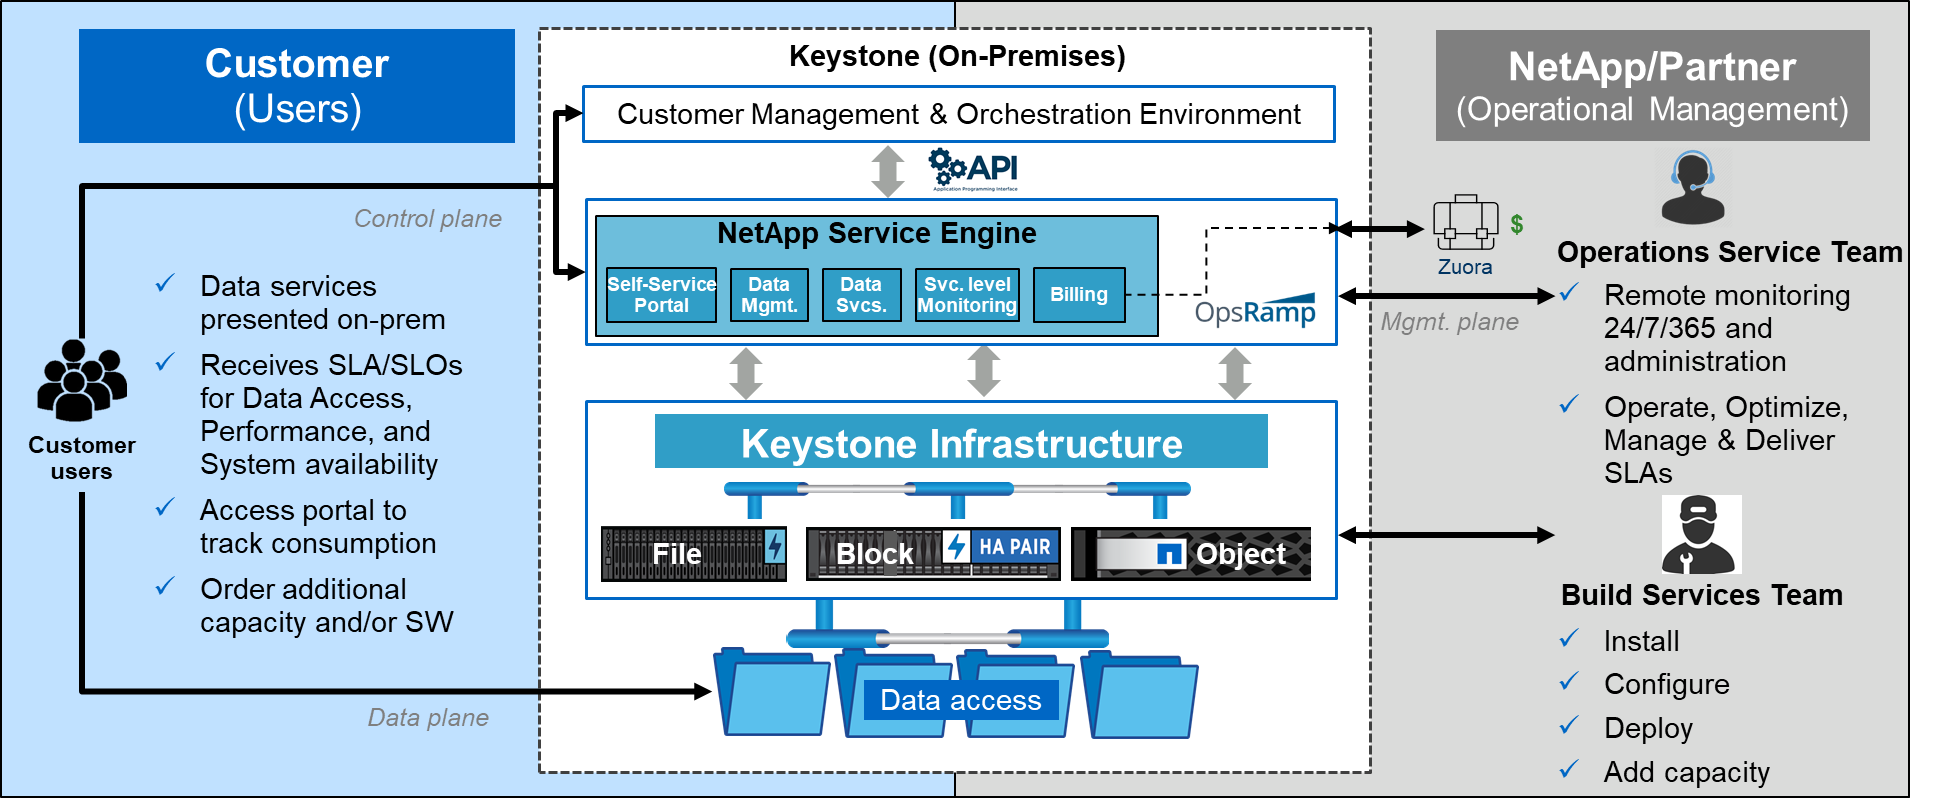 Customer
(Users)
Control plane
Data services
presented on-prem
Receives SLA/SLOs
for Data Access,
Performance, and
System availability
Access portal to
track consumption
Order additional
capacity and/or SW
Customer
users
Data plane
Keystone (On-Premises)
Customer Management & Orchestration Environment
API
Application Programming Interface
NetApp Service Engine
Self-Service
Portal
Data
Mgmt.
Data
Svcs.
Svc. level
Monitoring
Billing
OpsRamp
Keystone Infrastructure
File
Block
HA PAIR
Object
Data access
NetApp/Partner
(Operational Management)
$
Zuora
Mgmt. plane
Operations Service Team
Remote monitoring
24/7/365 and
administration
Operate, Optimize,
Manage & Deliver
SLAs
Build Services Team
Install
Configure
Deploy
Add capacity